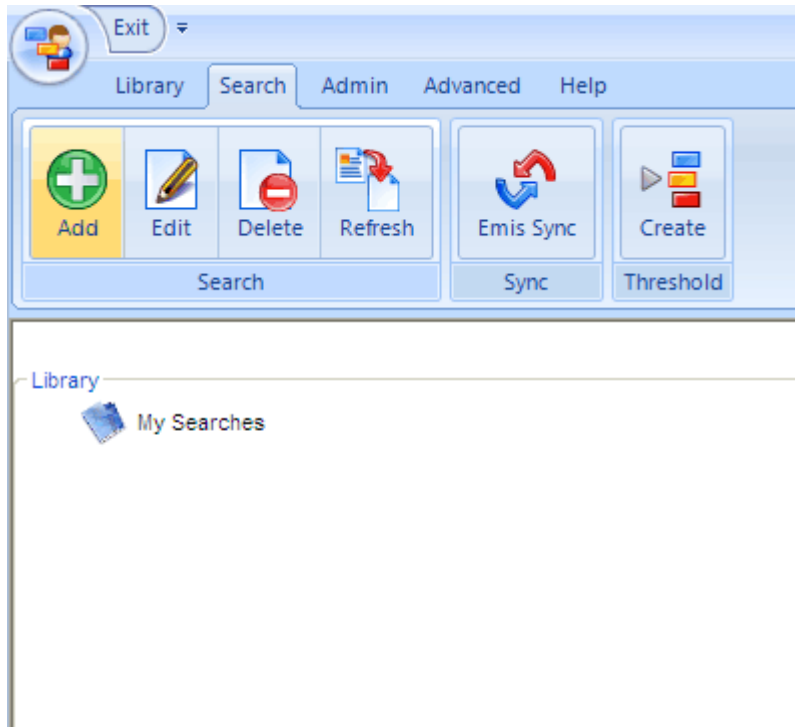 Exit
Library Search Admin Advanced Help
Add Edit Delete Refresh Emis Sync Create
Search Sync Threshold
Library
My Searches